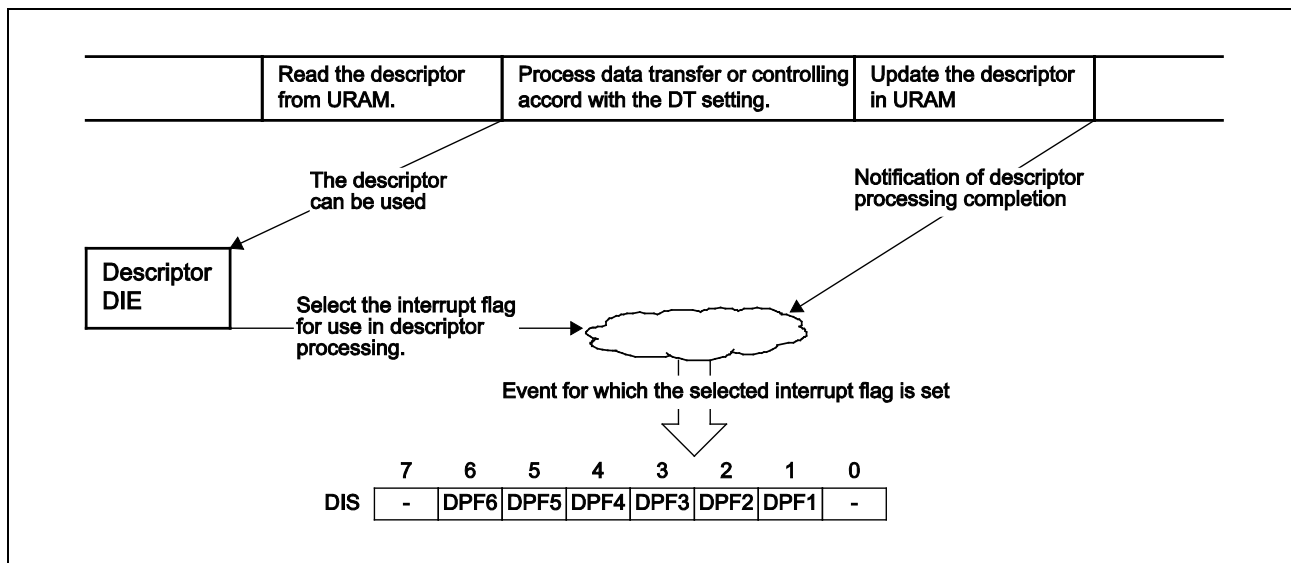 Read the descriptor
from URAM.
Process data transfer or controlling
accord with the DT setting.
Update the descriptor
in URAM
The descriptor
can be used
Notification of descriptor
processing completion
Descriptor
DIE
Select the interrupt flag
for use in descriptor
processing.
Event for which the selected interrupt flag is set
7 6 5 4 3 2 1 0
DIS - DPF6 DPF5 DPF4 DPF3 DPF2 DPF1 -